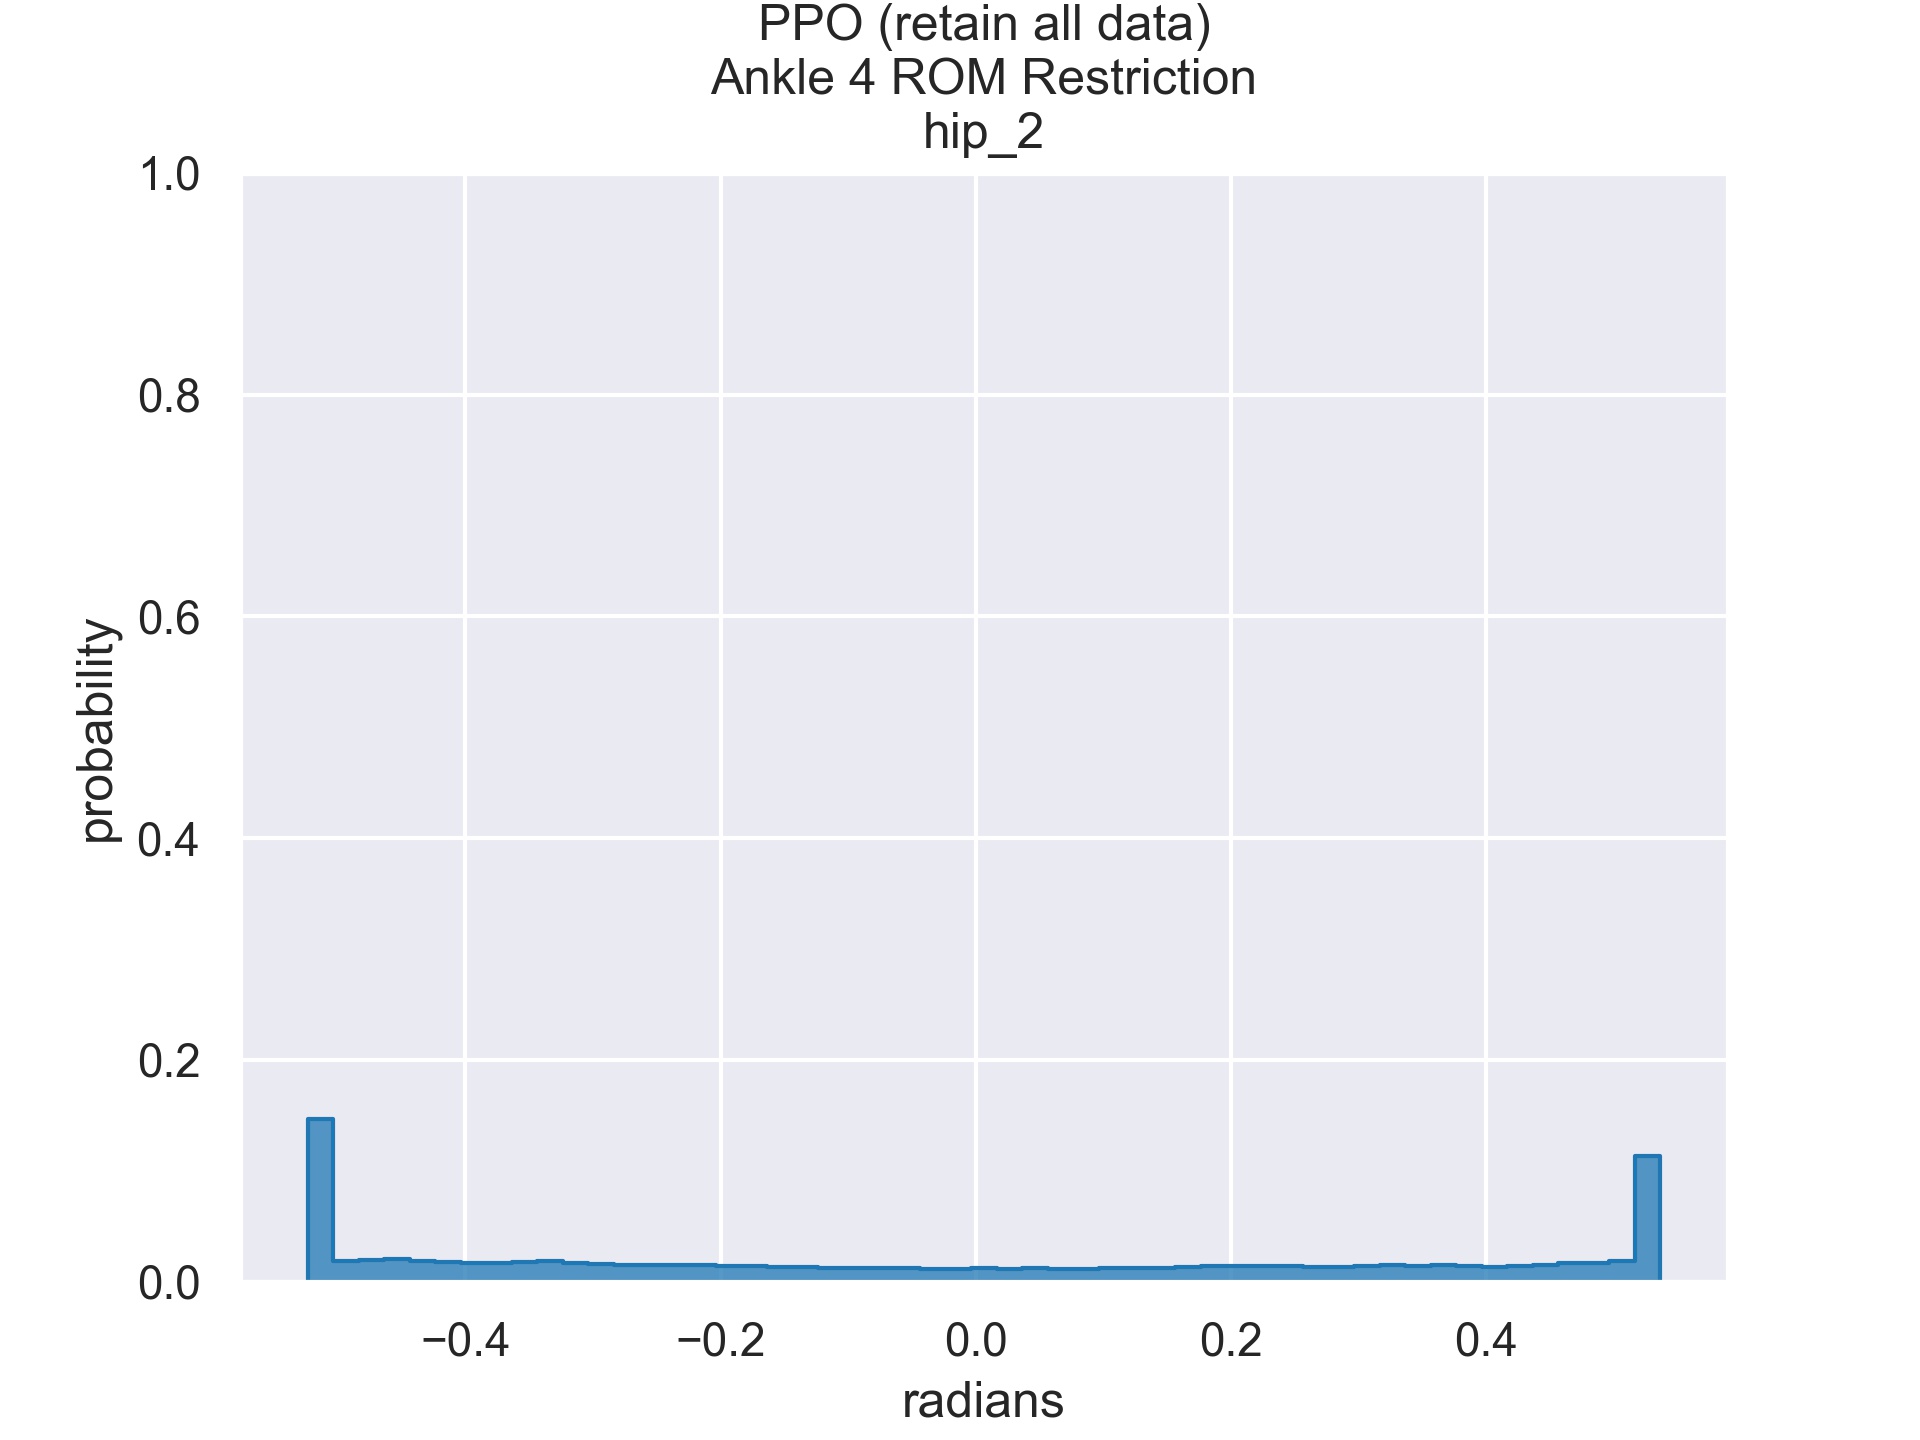 PPO (retain all data)
Ankle 4 ROM Restriction
hip_2
1.0
0.8
0.6
0.4
0.2
0.0
probability
−0.4
−0.2
0.0
0.2
0.4
radians